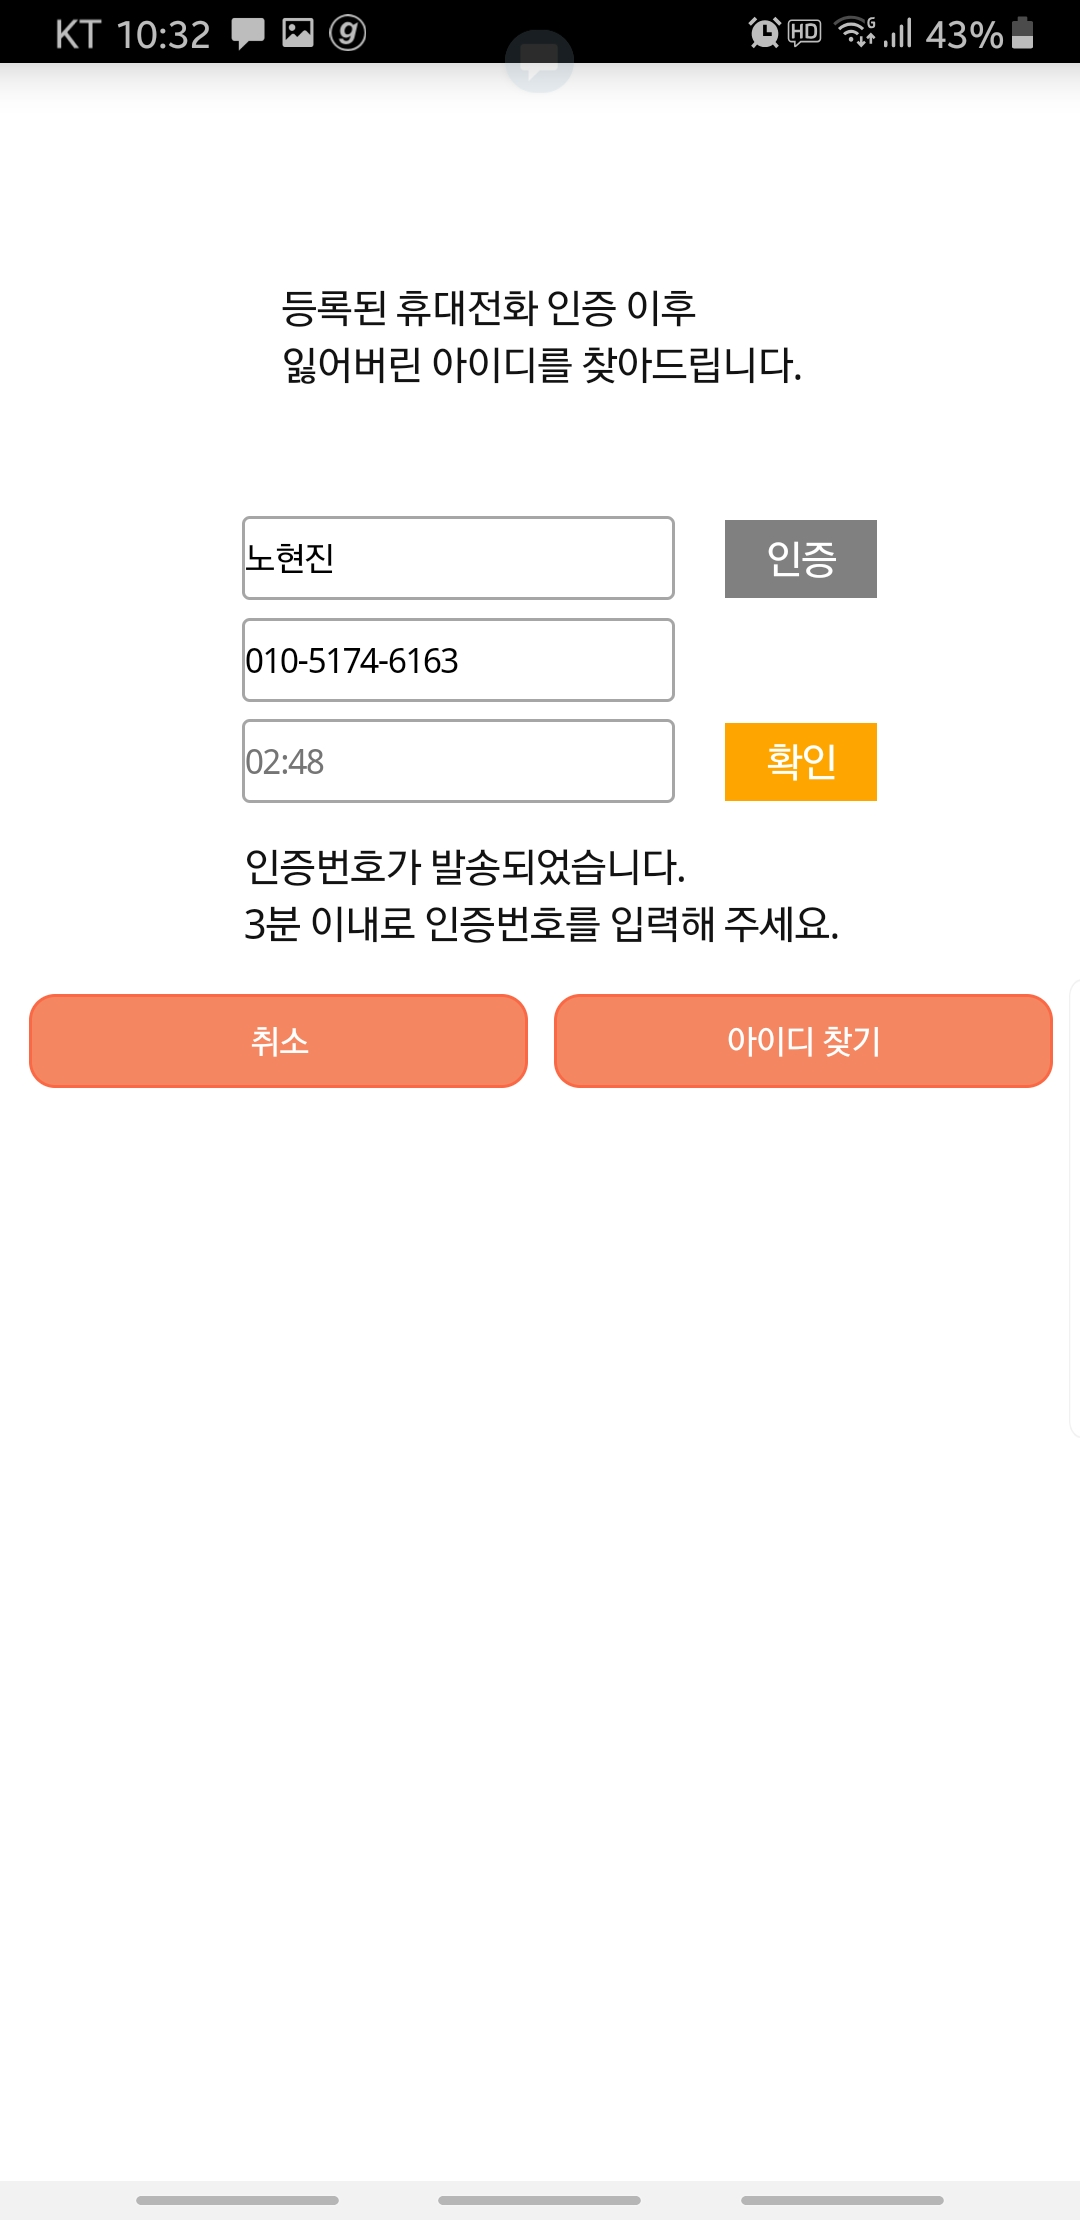 KT 10:32 HD 43%
등록된 휴대전화 인증 이후
잃어버린 아이디를 찾아드립니다.
노현진
인증
010-5174-6163
02:48
확인
인증번호가 발송되었습니다.
3분 이내로 인증번호를 입력해 주세요.
취소
아이디 찾기